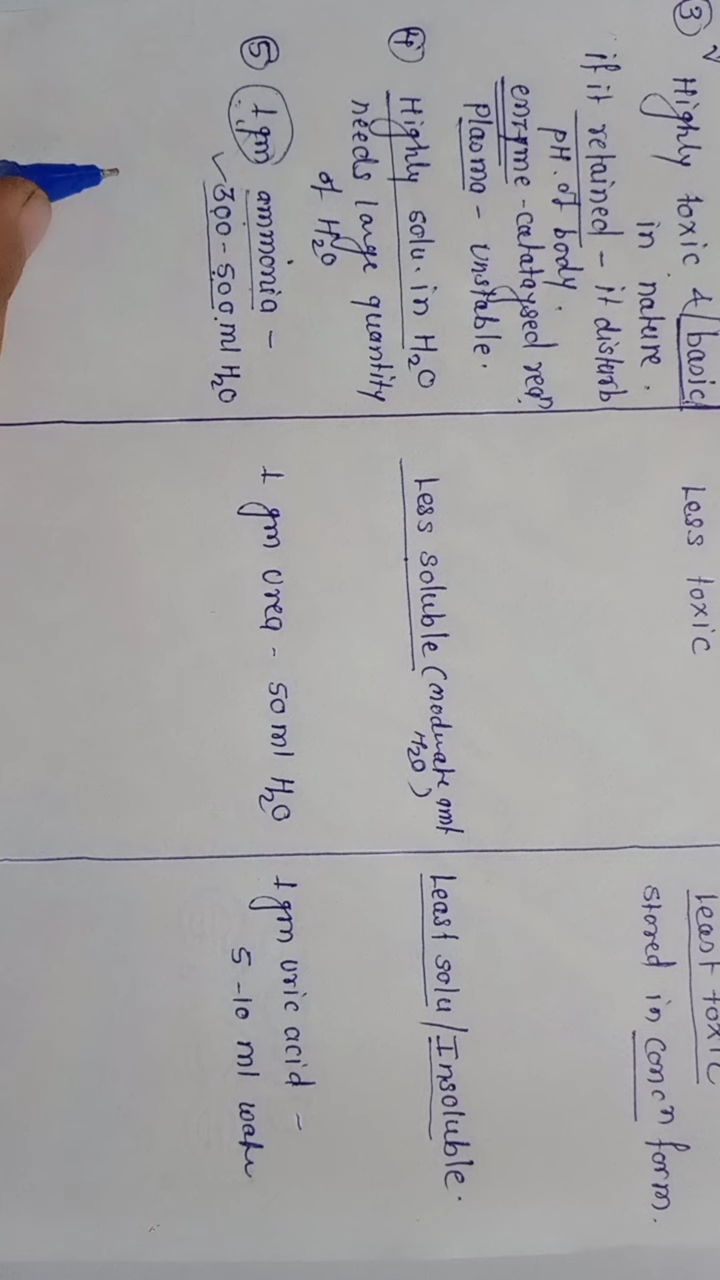 ③ Highly toxic & basic
in nature.
if it retained - it disturb
pH. of body.
enzyme - catataysed reaⁿ
Plasma - unstable.
④ Highly solu. in H₂O
needs large quantity
of H₂O
⑤ 1 gm ammonia -
300 - 500 ml H₂O
Less toxic
Less soluble (moduate amt
H₂O)
1 gm urea - 50 ml H₂O
Least toxic
stored in concⁿ form.
Least solu / Insoluble.
1 gm uric acid -
5 - 10 ml wate